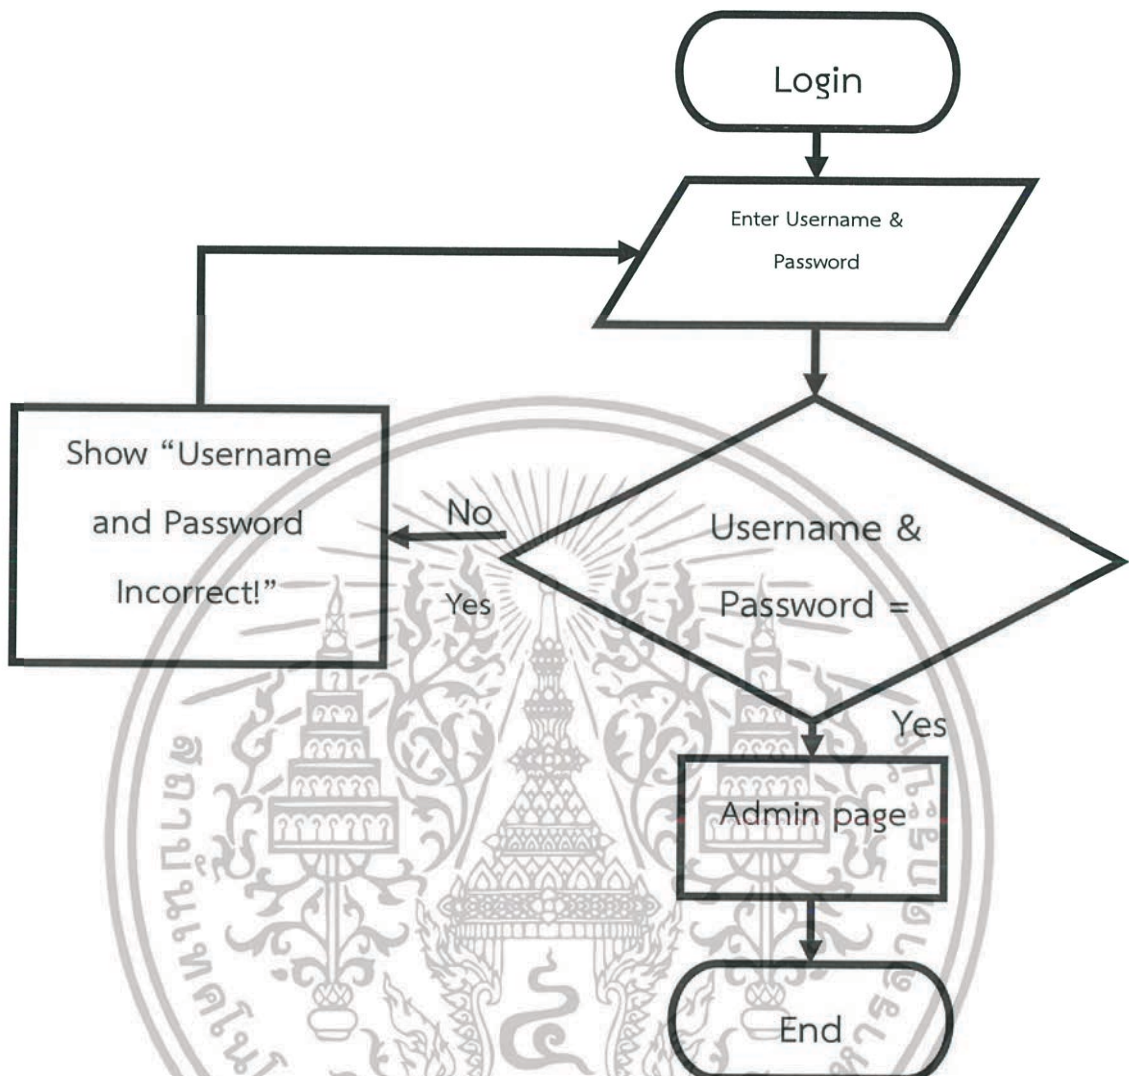 Login
Enter Username &
Password
Show “Username
and Password
Incorrect!”
No
Yes
Username &
Password =
Yes
Admin page
End